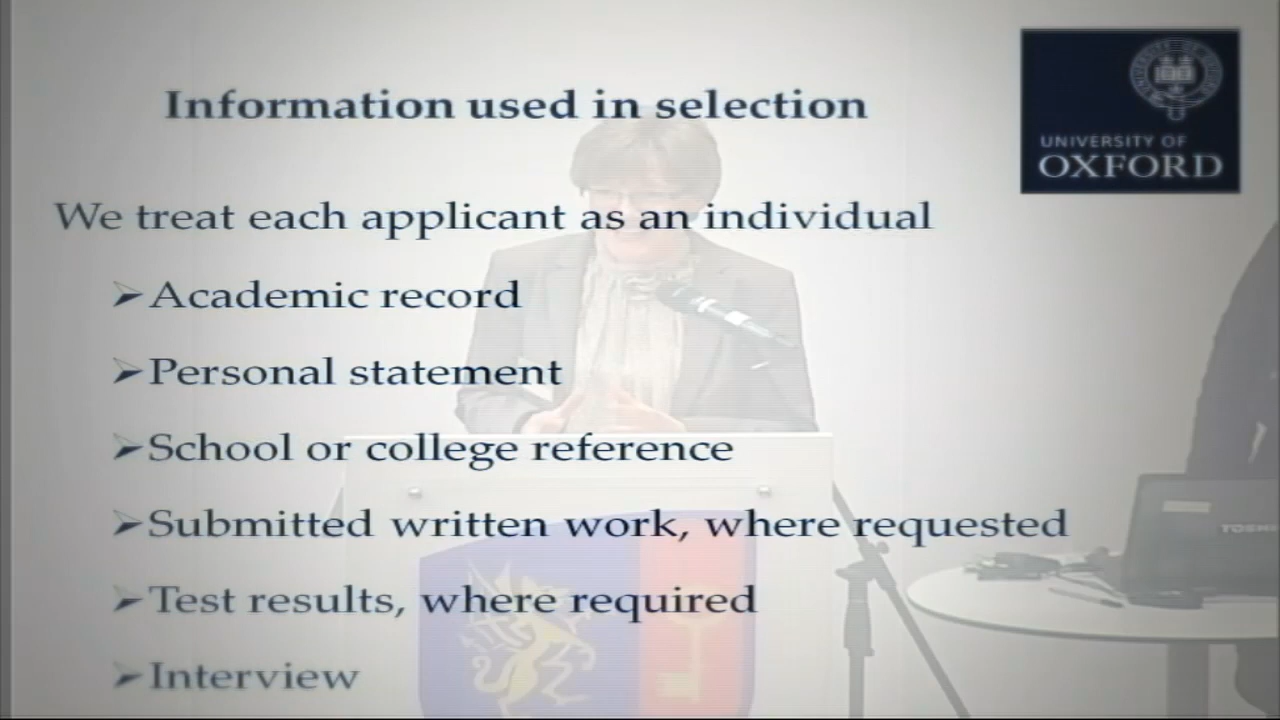 Information used in selection
UNIVERSITY OF
OXFORD
We treat each applicant as an individual
➢Academic record
➢Personal statement
➢School or college reference
➢Submitted written work, where requested
➢Test results, where required
➢Interview